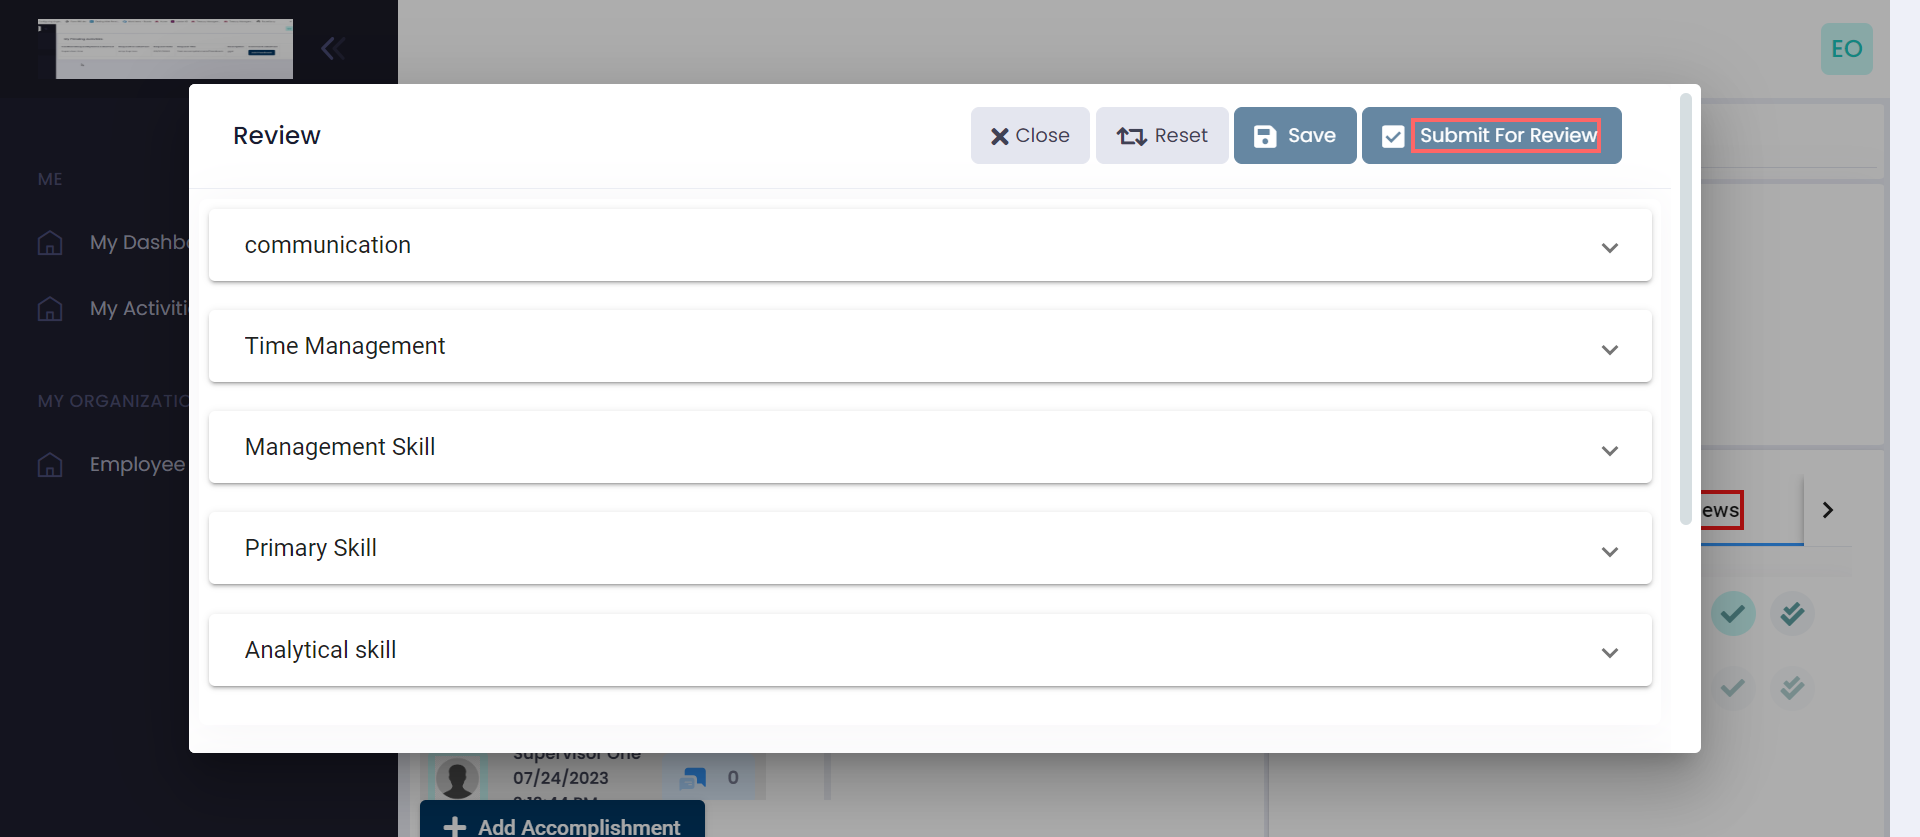 EO
Review
Close
Reset
Save
Submit For Review
ME
My Dashb
My Activiti
MY ORGANIZATIO
Employee
communication
Time Management
Management Skill
Primary Skill
Analytical skill
ews
Supervisor One
07/24/2023
0
Add Accomplishment